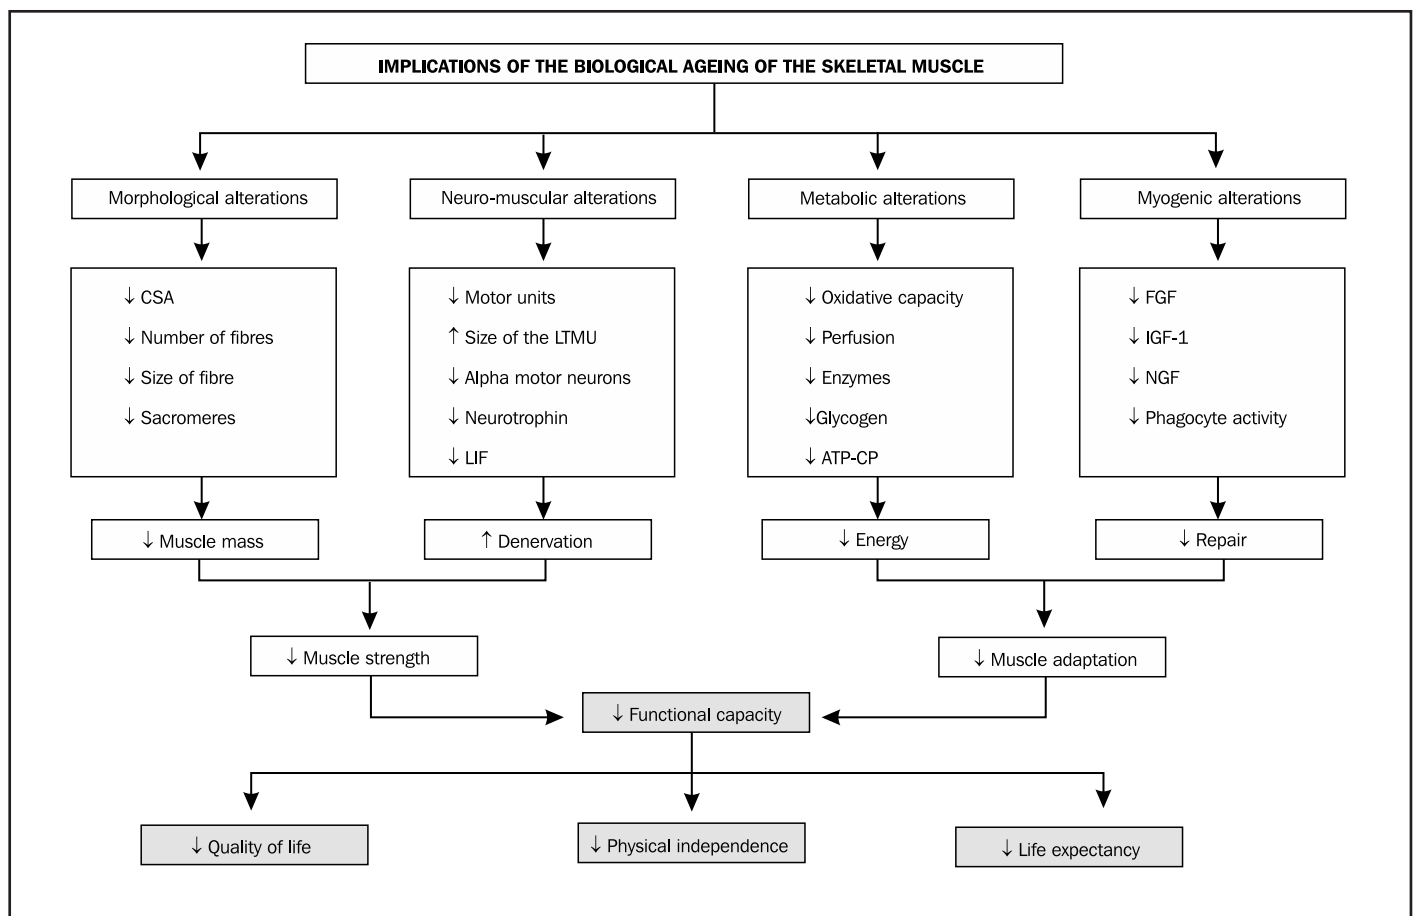 IMPLICATIONS OF THE BIOLOGICAL AGEING OF THE SKELETAL MUSCLE
Morphological alterations
Neuro-muscular alterations
Metabolic alterations
Myogenic alterations
↓ CSA
↓ Number of fibres
↓ Size of fibre
↓ Sacromeres
↓ Motor units
↑ Size of the LTMU
↓ Alpha motor neurons
↓ Neurotrophin
↓ LIF
↓ Oxidative capacity
↓ Perfusion
↓ Enzymes
↓Glycogen
↓ ATP-CP
↓ FGF
↓ IGF-1
↓ NGF
↓ Phagocyte activity
↓ Muscle mass
↑ Denervation
↓ Energy
↓ Repair
↓ Muscle strength
↓ Muscle adaptation
↓ Functional capacity
↓ Quality of life
↓ Physical independence
↓ Life expectancy